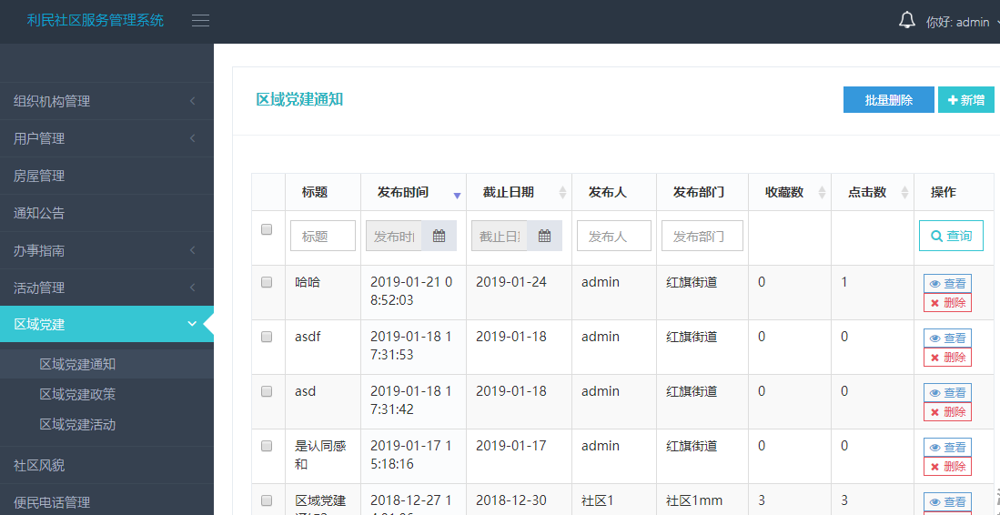 利民社区服务管理系统
你好: admin
组织机构管理
用户管理
房屋管理
通知公告
办事指南
活动管理
区域党建
区域党建通知
区域党建政策
区域党建活动
社区风貌
便民电话管理
区域党建通知
批量删除 新增
标题 发布时间 截止日期 发布人 发布部门 收藏数 点击数 操作
标题 发布时 截止日 发布人 发布部门 查询
哈哈 2019-01-21 0 2019-01-24 admin 红旗街道 0 1 查看
8:52:03 删除
asdf 2019-01-18 1 2019-01-18 admin 红旗街道 0 0 查看
7:31:53 删除
asd 2019-01-18 1 2019-01-18 admin 红旗街道 0 0 查看
7:31:42 删除
是认同感 2019-01-17 1 2019-01-17 admin 红旗街道 0 0 查看
和 5:18:16 删除
区域党建 2018-12-27 1 2018-12-30 社区1 社区1mm 3 3 查看